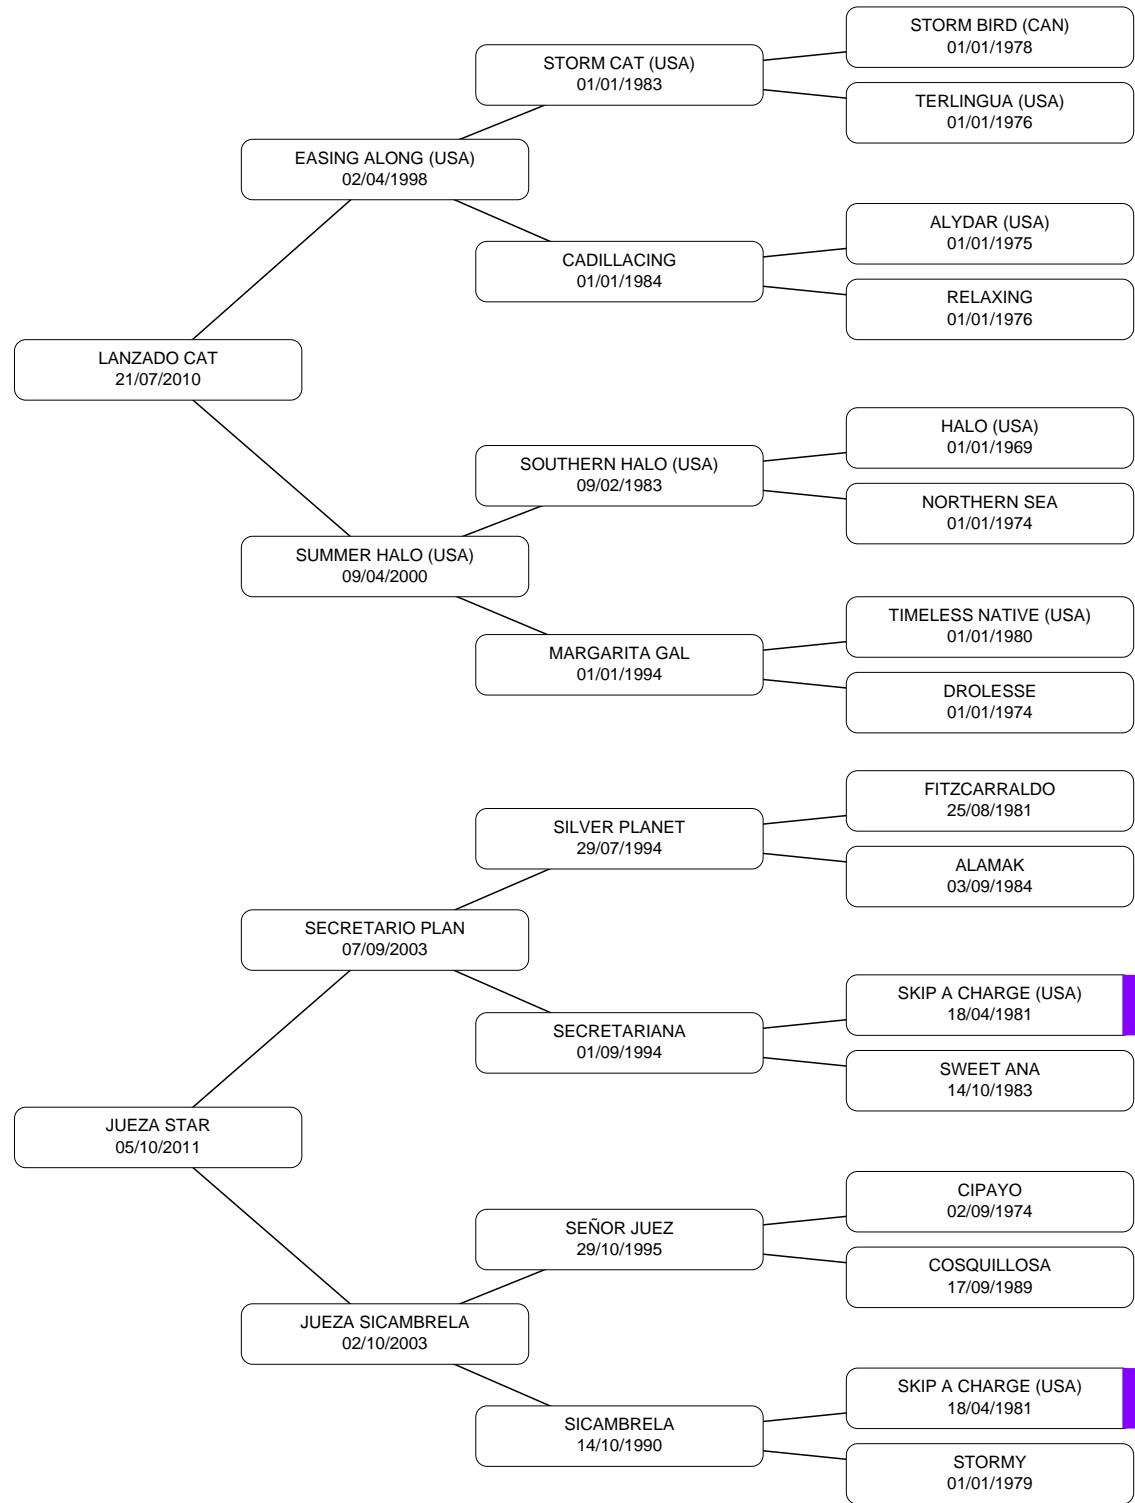 STORM BIRD (CAN)
01/01/1978
STORM CAT (USA)
01/01/1983
TERLINGUA (USA)
01/01/1976
EASING ALONG (USA)
02/04/1998
ALYDAR (USA)
01/01/1975
CADILLACING
01/01/1984
RELAXING
01/01/1976
LANZADO CAT
21/07/2010
HALO (USA)
01/01/1969
SOUTHERN HALO (USA)
09/02/1983
NORTHERN SEA
01/01/1974
SUMMER HALO (USA)
09/04/2000
TIMELESS NATIVE (USA)
01/01/1980
MARGARITA GAL
01/01/1994
DROLESSE
01/01/1974
FITZCARRALDO
25/08/1981
SILVER PLANET
29/07/1994
ALAMAK
03/09/1984
SECRETARIO PLAN
07/09/2003
SKIP A CHARGE (USA)
18/04/1981
SECRETARIANA
01/09/1994
SWEET ANA
14/10/1983
JUEZA STAR
05/10/2011
CIPAYO
02/09/1974
SEÑOR JUEZ
29/10/1995
COSQUILLOSA
17/09/1989
JUEZA SICAMBRELA
02/10/2003
SKIP A CHARGE (USA)
18/04/1981
SICAMBRELA
14/10/1990
STORMY
01/01/1979